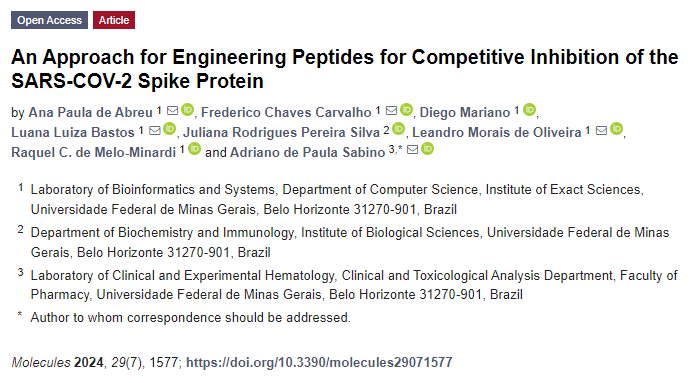 Open Access Article
An Approach for Engineering Peptides for Competitive Inhibition of the
SARS-COV-2 Spike Protein
by Ana Paula de Abreu 1 , Frederico Chaves Carvalho 1 , Diego Mariano 1 ,
Luana Luiza Bastos 1 , Juliana Rodrigues Pereira Silva 2 , Leandro Morais de Oliveira 1 ,
Raquel C. de Melo-Minardi 1 and Adriano de Paula Sabino 3,*
1 Laboratory of Bioinformatics and Systems, Department of Computer Science, Institute of Exact Sciences,
Universidade Federal de Minas Gerais, Belo Horizonte 31270-901, Brazil
2 Department of Biochemistry and Immunology, Institute of Biological Sciences, Universidade Federal de Minas
Gerais, Belo Horizonte 31270-901, Brazil
3 Laboratory of Clinical and Experimental Hematology, Clinical and Toxicological Analysis Department, Faculty of
Pharmacy, Universidade Federal de Minas Gerais, Belo Horizonte 31270-901, Brazil
* Author to whom correspondence should be addressed.
Molecules 2024, 29(7), 1577; https://doi.org/10.3390/molecules29071577